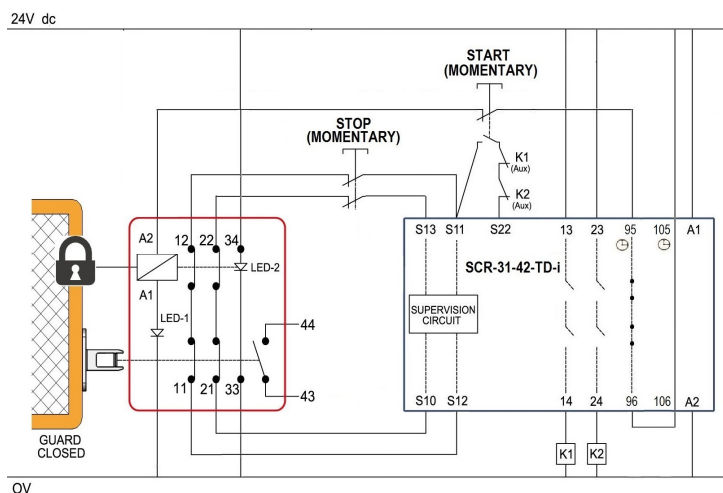 24V dc
START
(MOMENTARY)
STOP
(MOMENTARY)
K1
(Aux)
K2
(Aux)
A2
12
22
34
S13
S11
S22
13
23
95
105
A1
LED-2
SCR-31-42-TD-i
A1
LED-1
SUPERVISION
CIRCUIT
44
43
11
21
33
S10
S12
14
24
96
106
A2
GUARD
CLOSED
K1
K2
OV